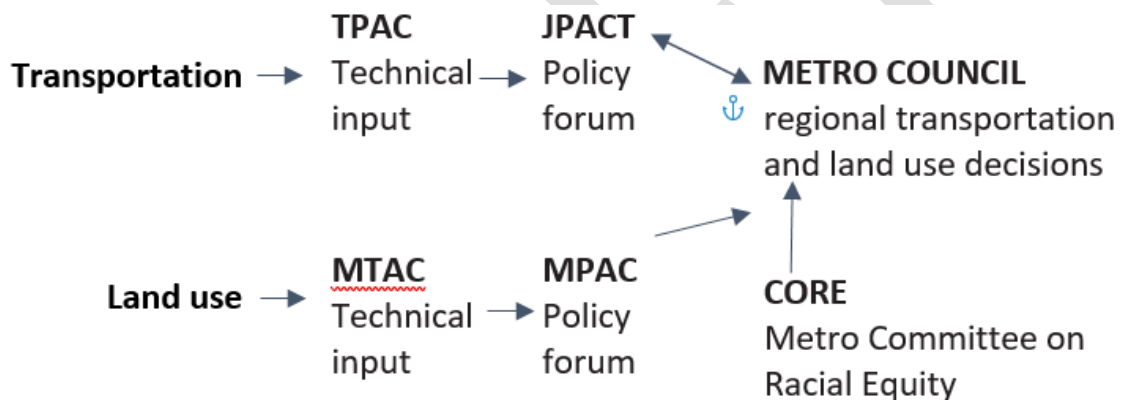 Transportation
TPAC
Technical
input
JPACT
Policy
forum
METRO COUNCIL
regional transportation
and land use decisions
Land use
MTAC
Technical
input
MPAC
Policy
forum
CORE
Metro Committee on
Racial Equity